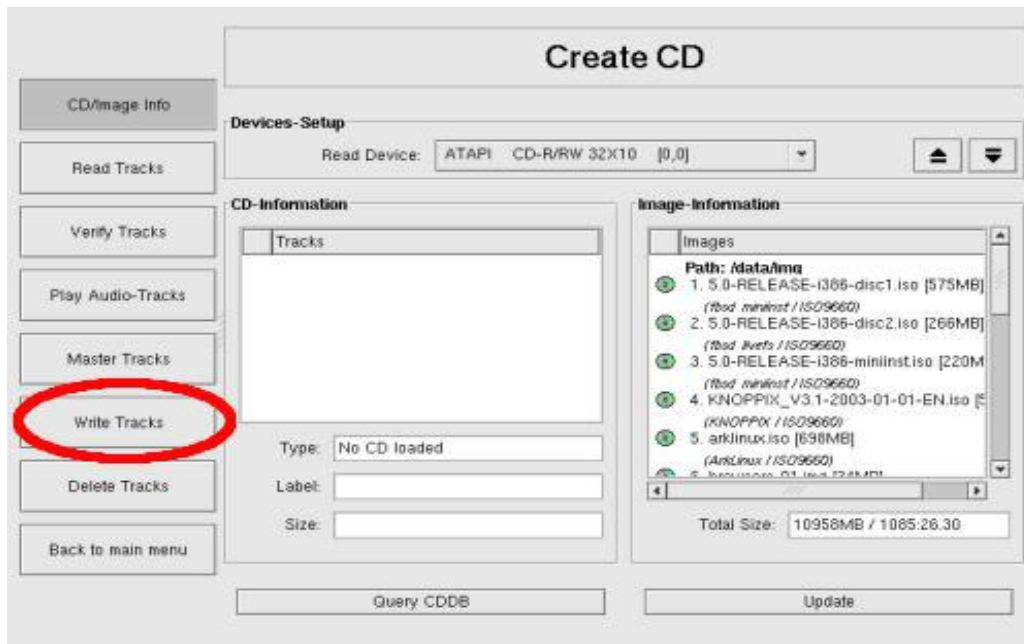 Create CD
CD/Image Info
Read Tracks
Verify Tracks
Play Audio-Tracks
Master Tracks
Write Tracks
Delete Tracks
Back to main menu
Devices-Setup
Read Device: ATAPI CD-R/RW 32X10 [0,0]
CD-Information
Tracks
Type: No CD loaded
Label:
Size:
Query CDDB
Image-Information
Images
Path: /data/img
1. 5.0-RELEASE-i386-disc1.iso [575MB]
(fbsd mininst / ISO9660)
2. 5.0-RELEASE-i386-disc2.iso [266MB]
(fbsd livefs / ISO9660)
3. 5.0-RELEASE-i386-miniinst.iso [220M
(fbsd mininst / ISO9660)
4. KNOPPIX_V3.1-2003-01-01-EN.iso [5
(KNOPPIX / ISO9660)
5. arklinux.iso [698MB]
(ArkLinux / ISO9660)
Total Size: 10958MB / 1085:26.30
Update